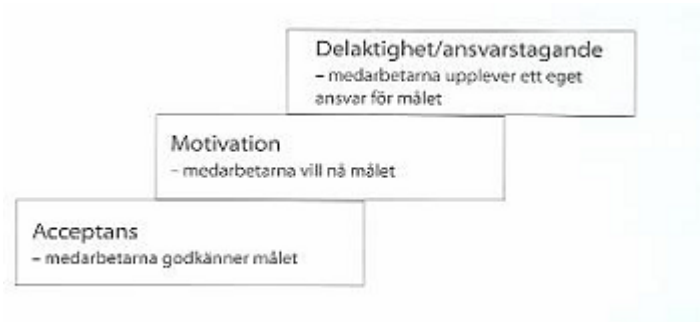 Delaktighet/ansvarstagande
– medarbetarna upplever ett eget
ansvar för målet
Motivation
– medarbetarna vill nå målet
Acceptans
– medarbetarna godkänner målet